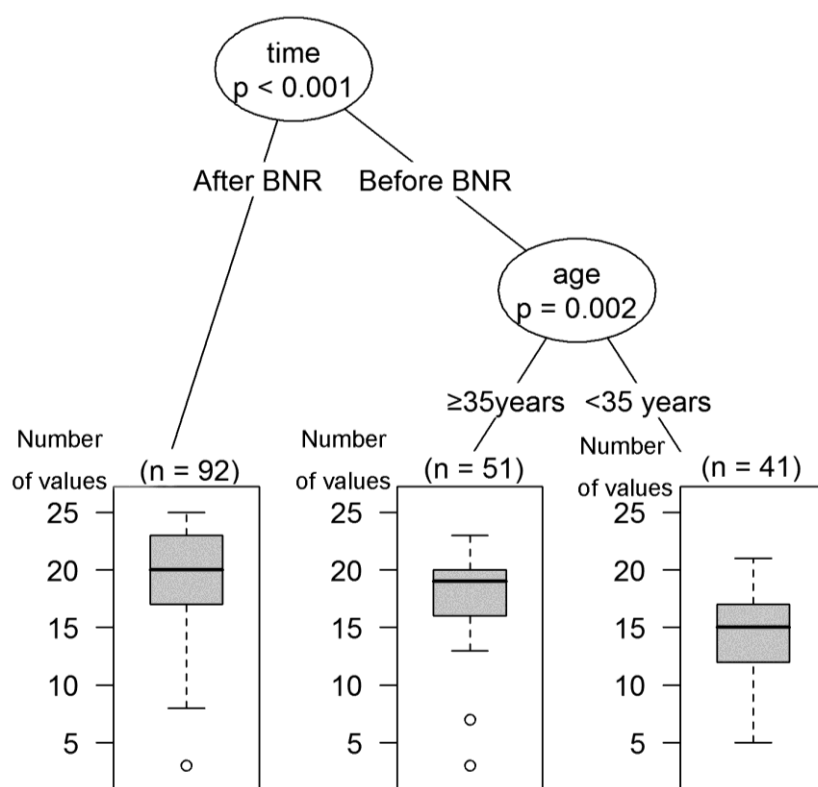 time
p < 0.001
After BNR
Before BNR
age
p = 0.002
≥35years
<35 years
Number
of values
(n = 92)
25
20
15
10
5
Number
of values
(n = 51)
25
20
15
10
5
Number
of values
(n = 41)
25
20
15
10
5